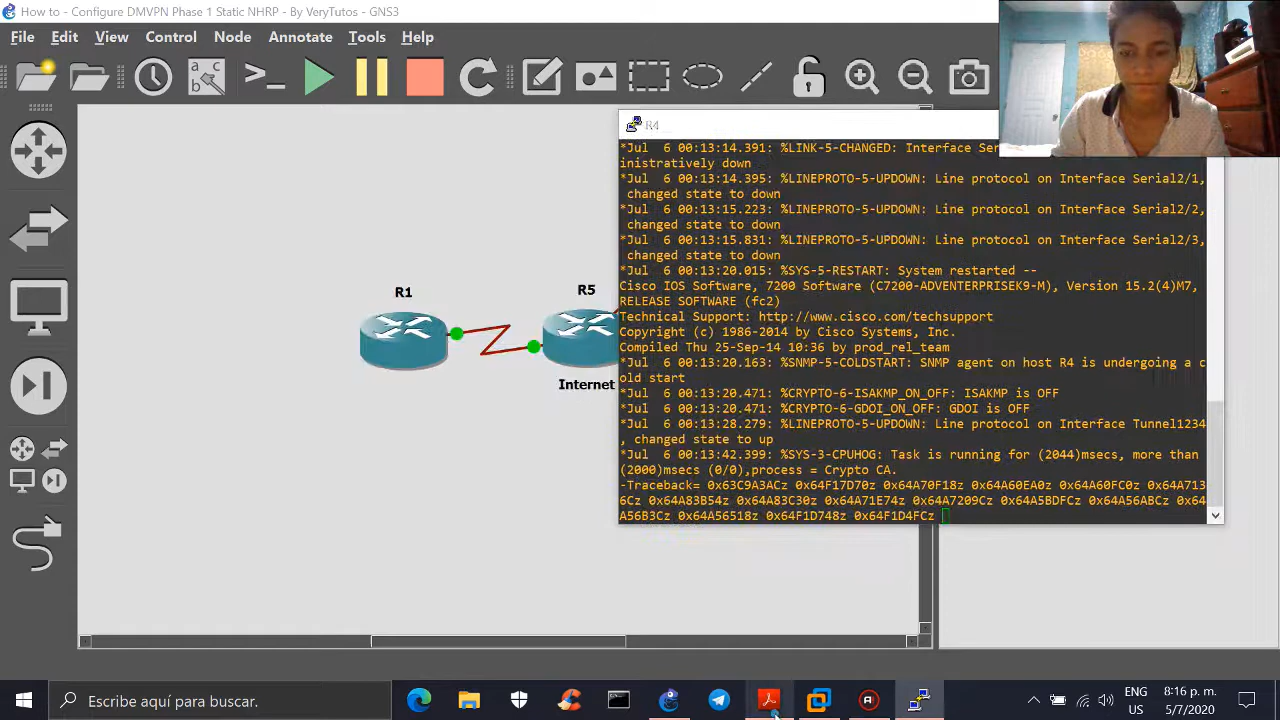 How to - Configure DMVPN Phase 1 Static NHRP - By VeryTutos - GNS3
File Edit View Control Node Annotate Tools Help
R4
*Jul  6 00:13:14.391: %LINK-5-CHANGED: Interface Ser
inistratively down
*Jul  6 00:13:14.395: %LINEPROTO-5-UPDOWN: Line protocol on Interface Serial2/1,
changed state to down
*Jul  6 00:13:15.223: %LINEPROTO-5-UPDOWN: Line protocol on Interface Serial2/2,
changed state to down
*Jul  6 00:13:15.831: %LINEPROTO-5-UPDOWN: Line protocol on Interface Serial2/3,
changed state to down
*Jul  6 00:13:20.015: %SYS-5-RESTART: System restarted --
Cisco IOS Software, 7200 Software (C7200-ADVENTERPRISEK9-M), Version 15.2(4)M7,
RELEASE SOFTWARE (fc2)
Technical Support: http://www.cisco.com/techsupport
Copyright (c) 1986-2014 by Cisco Systems, Inc.
Compiled Thu 25-Sep-14 10:36 by prod_rel_team
*Jul  6 00:13:20.163: %SNMP-5-COLDSTART: SNMP agent on host R4 is undergoing a c
old start
*Jul  6 00:13:20.471: %CRYPTO-6-ISAKMP_ON_OFF: ISAKMP is OFF
*Jul  6 00:13:20.471: %CRYPTO-6-GDOI_ON_OFF: GDOI is OFF
*Jul  6 00:13:28.279: %LINEPROTO-5-UPDOWN: Line protocol on Interface Tunnel1234
, changed state to up
*Jul  6 00:13:42.399: %SYS-3-CPUHOG: Task is running for (2044)msecs, more than
(2000)msecs (0/0),process = Crypto CA.
-Traceback= 0x63C9A3ACz 0x64F17D70z 0x64A70F18z 0x64A60EA0z 0x64A60FC0z 0x64A713
6Cz 0x64A83B54z 0x64A83C30z 0x64A71E74z 0x64A7209Cz 0x64A5BDFCz 0x64A56ABCz 0x64
A56B3Cz 0x64A56518z 0x64F1D748z 0x64F1D4FCz
R1
R5
Internet
Escribe aquí para buscar.
ENG
US
8:16 p. m.
5/7/2020